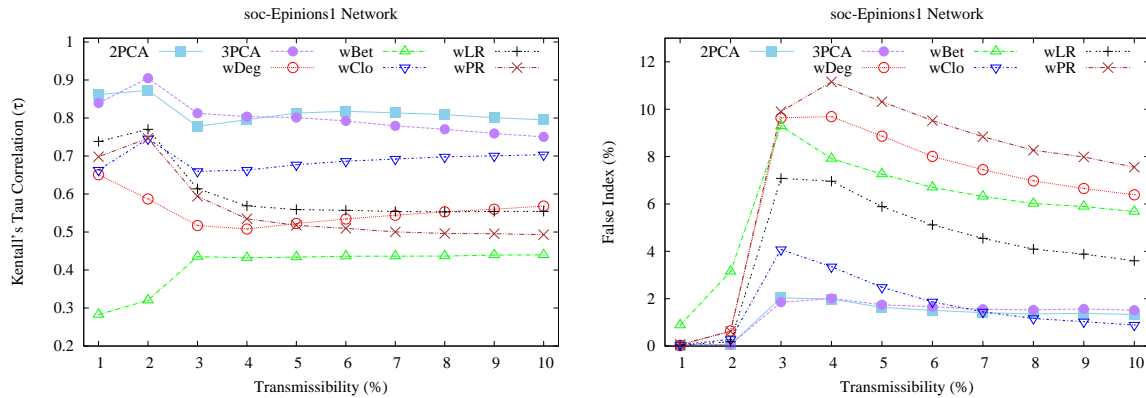 soc-Epinions1 Network
2PCA 3PCA wBet wLR
wDeg wClo wPR
1
0.9
0.8
0.7
0.6
0.5
0.4
0.3
0.2
Kentall's Tau Correlation (τ)
1 2 3 4 5 6 7 8 9 10
Transmissibility (%)
soc-Epinions1 Network
2PCA 3PCA wBet wLR
wDeg wClo wPR
12
10
8
6
4
2
0
False Index (%)
1 2 3 4 5 6 7 8 9 10
Transmissibility (%)